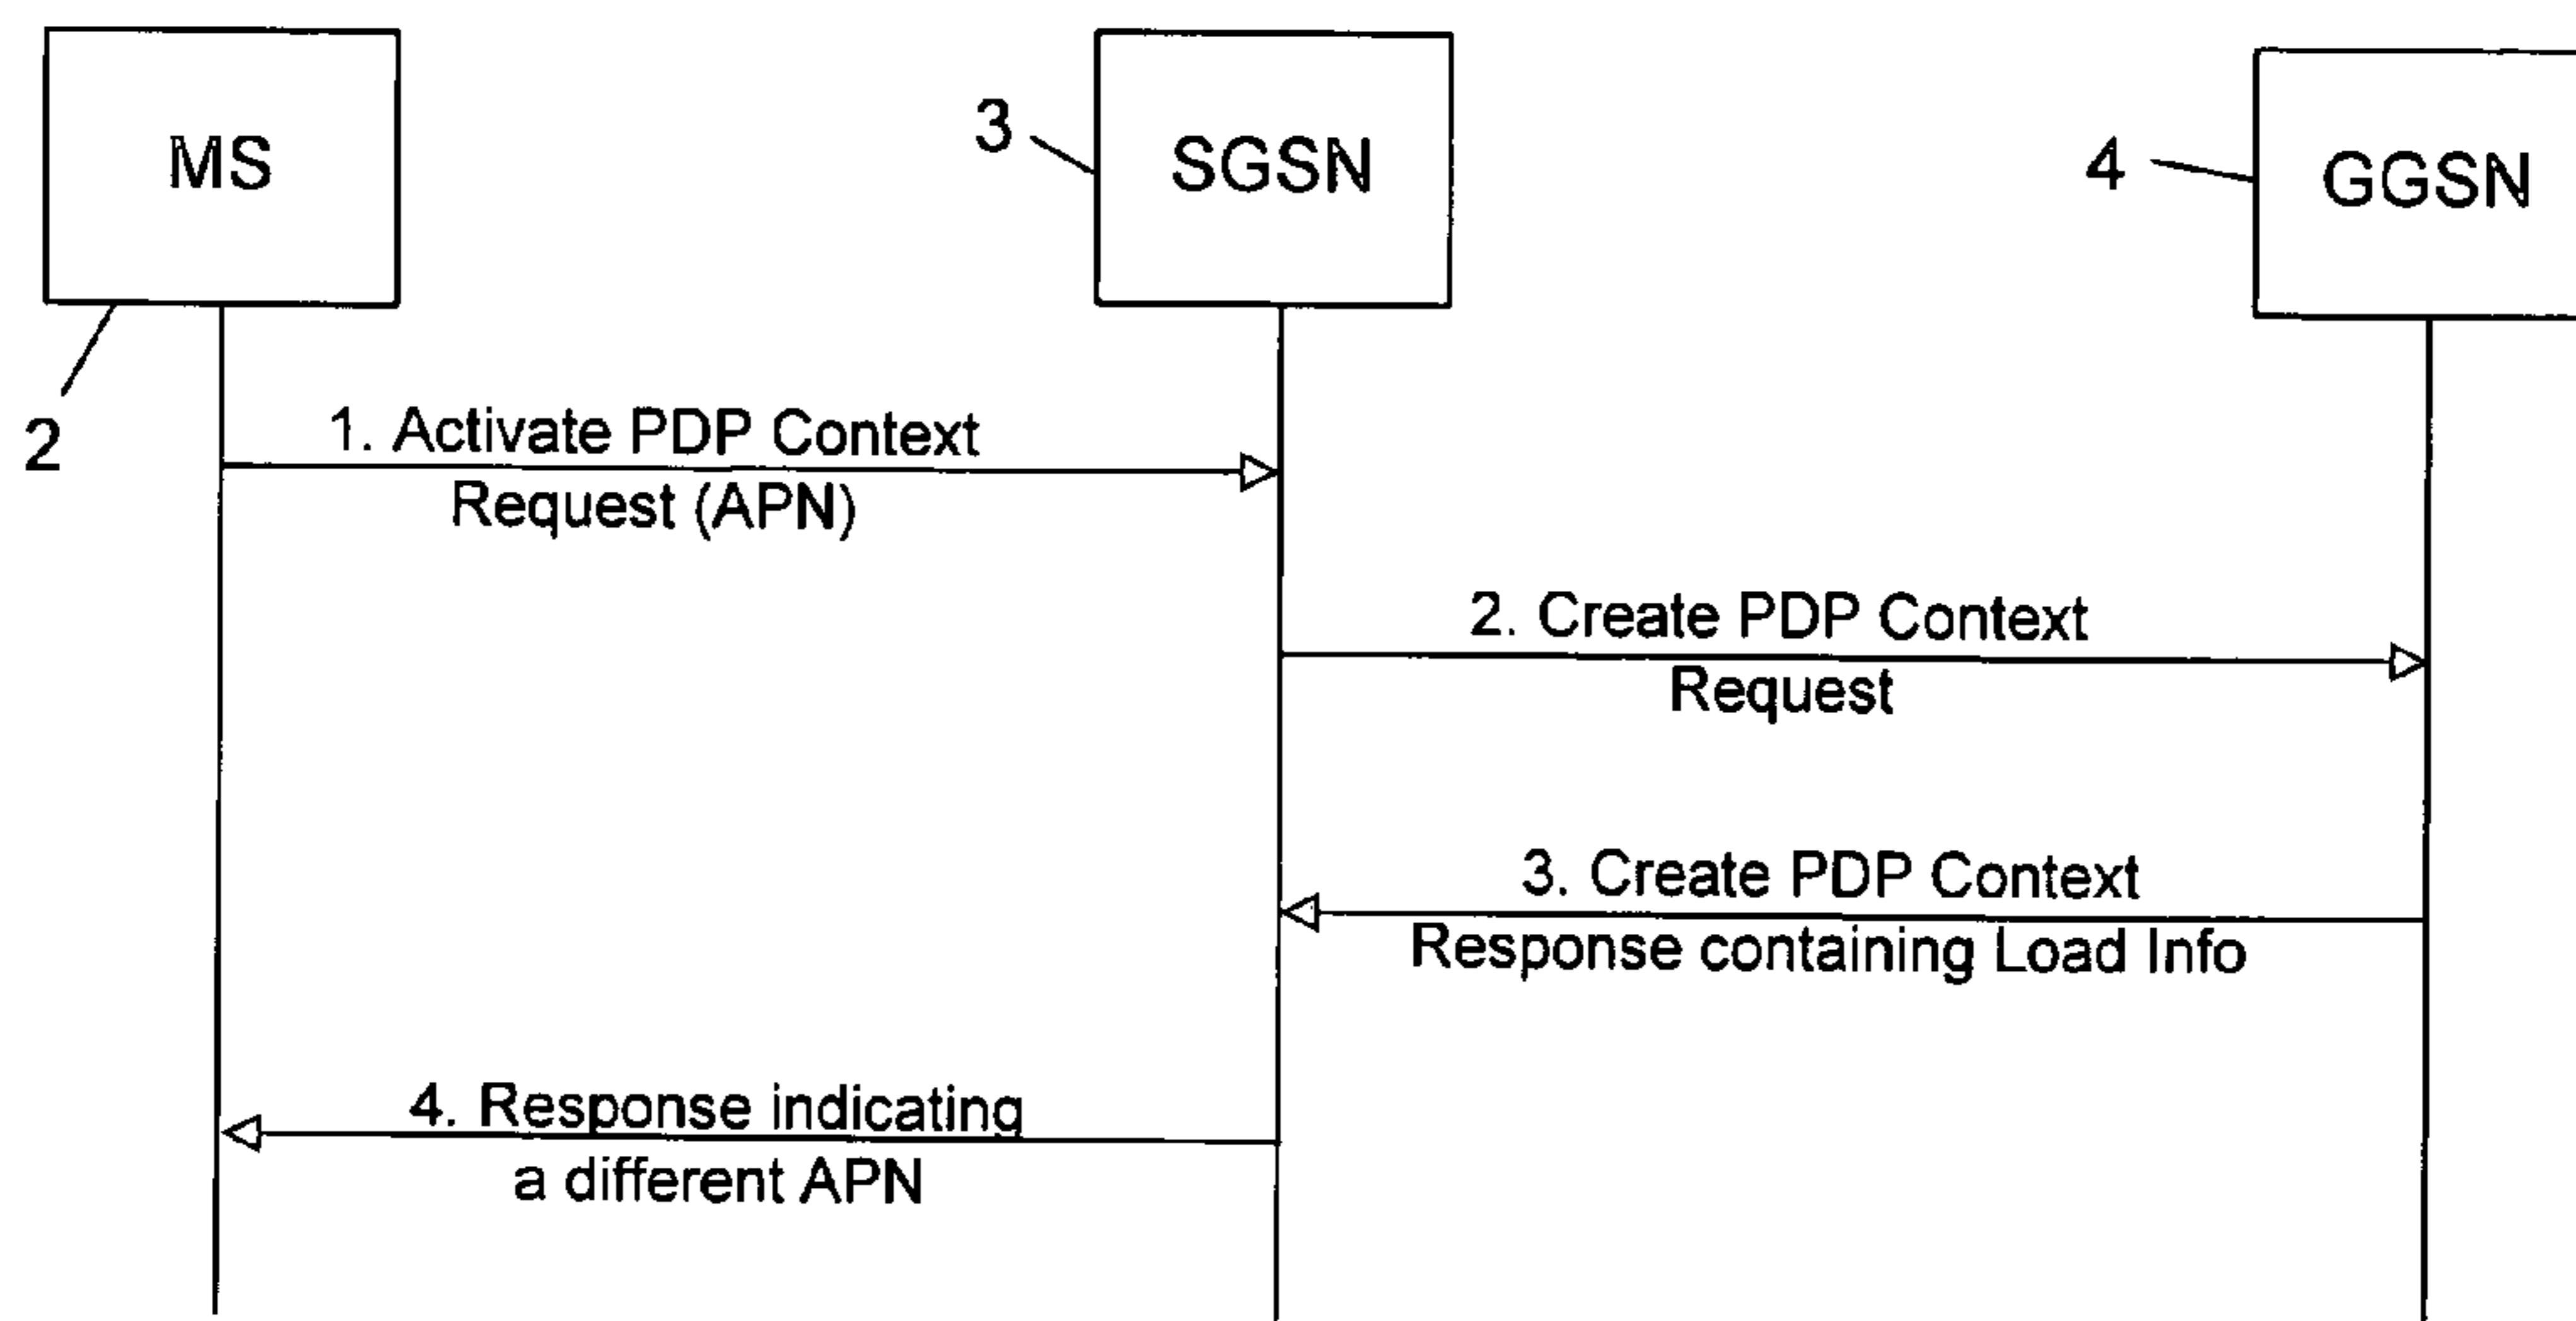 MS
3
SGSN
4
GGSN
2
1. Activate PDP Context
Request (APN)
2. Create PDP Context
Request
3. Create PDP Context
Response containing Load Info
4. Response indicating
a different APN